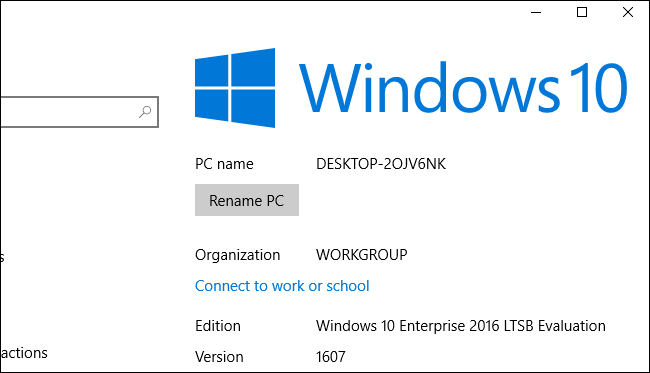 Windows 10
PC name DESKTOP-2OJV6NK
Rename PC
Organization WORKGROUP
s
Connect to work or school
Edition Windows 10 Enterprise 2016 LTSB Evaluation
actions
Version 1607